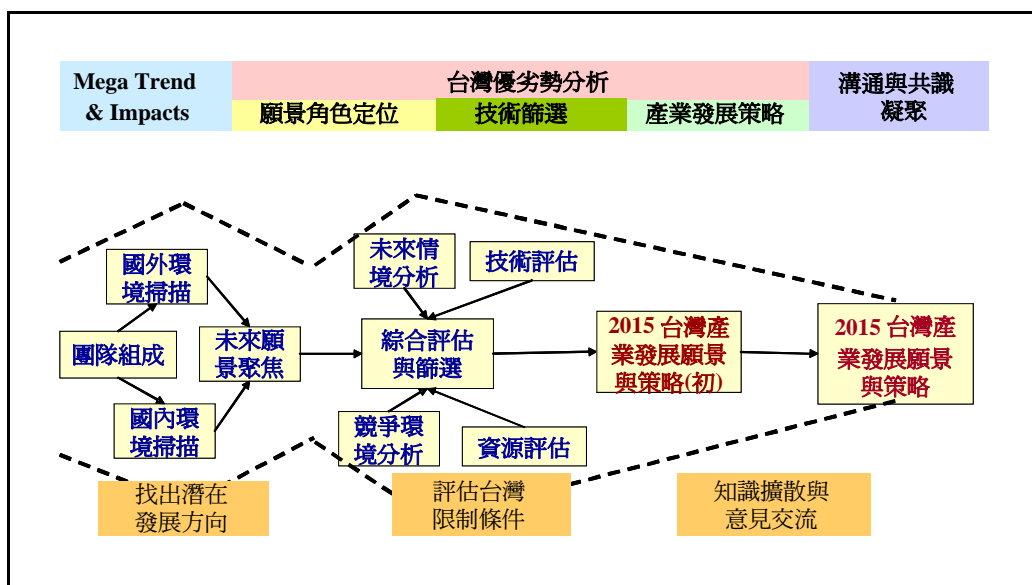 Mega Trend
& Impacts
台灣優劣勢分析
願景角色定位
技術篩選
產業發展策略
溝通與共識
凝聚
國外環
境掃描
團隊組成
國內環
境掃描
未來願
景聚焦
未來情
境分析
技術評估
綜合評估
與篩選
競爭環
境分析
資源評估
2015 台灣產
業發展願景
與策略(初)
2015 台灣產
業發展願景
與策略
找出潛在
發展方向
評估台灣
限制條件
知識擴散與
意見交流